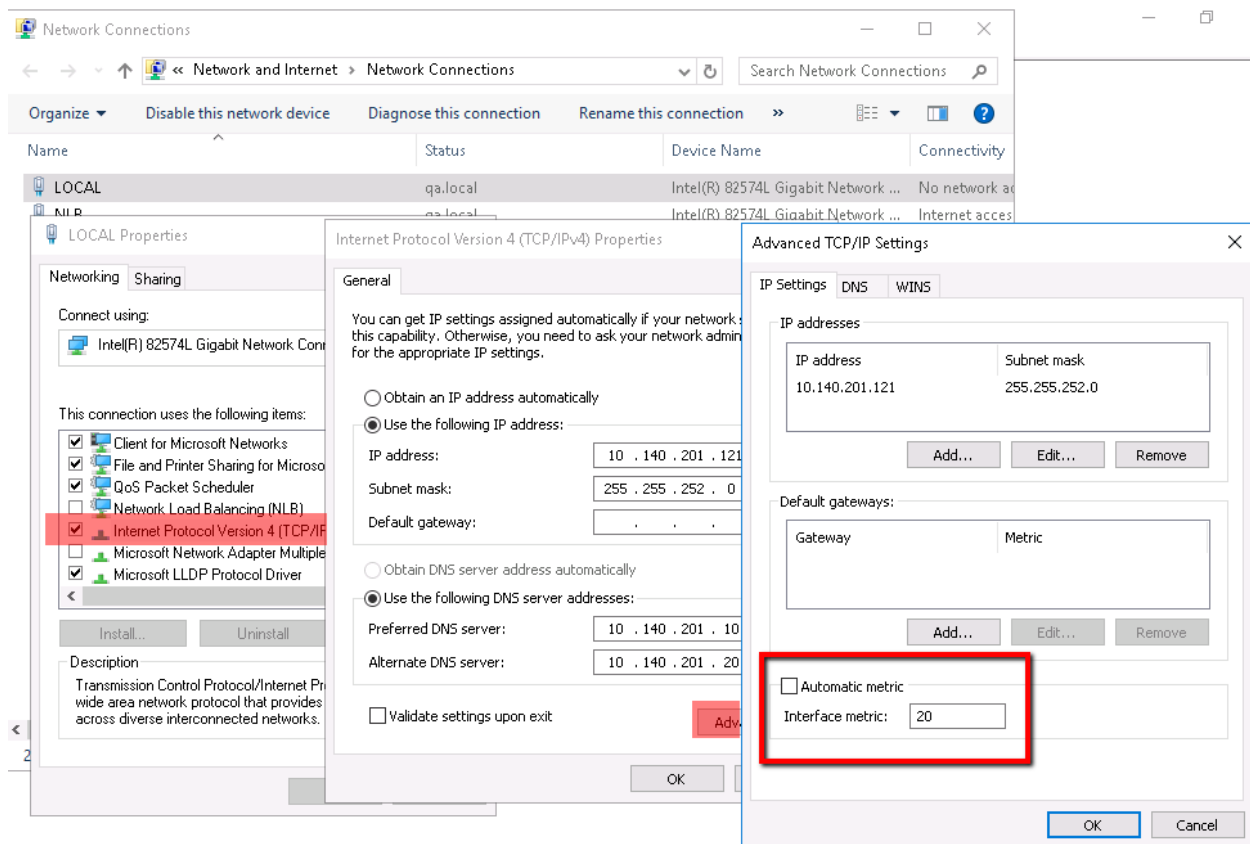 Network Connections
« Network and Internet > Network Connections
Search Network Connections
Organize
Disable this network device
Diagnose this connection
Rename this connection
»
?
Name
Status
Device Name
Connectivity
LOCAL
qa.local
Intel(R) 82574L Gigabit Network ...
No network ac
NLB
qa.local
Intel(R) 82574L Gigabit Network ...
Internet acces
LOCAL Properties
Networking
Sharing
Connect using:
Intel(R) 82574L Gigabit Network Conn
This connection uses the following items:
Client for Microsoft Networks
File and Printer Sharing for Microso
QoS Packet Scheduler
Network Load Balancing (NLB)
Internet Protocol Version 4 (TCP/IP
Microsoft Network Adapter Multiple
Microsoft LLDP Protocol Driver
Install...
Uninstall
Description
Transmission Control Protocol/Internet Pr
wide area network protocol that provides
across diverse interconnected networks.
2
Internet Protocol Version 4 (TCP/IPv4) Properties
General
You can get IP settings assigned automatically if your network s
this capability. Otherwise, you need to ask your network admin
for the appropriate IP settings.
Obtain an IP address automatically
Use the following IP address:
IP address:
10 . 140 . 201 . 121
Subnet mask:
255 . 255 . 252 . 0
Default gateway:
. . .
Obtain DNS server address automatically
Use the following DNS server addresses:
Preferred DNS server:
10 . 140 . 201 . 10
Alternate DNS server:
10 . 140 . 201 . 20
Validate settings upon exit
Adv
OK
Advanced TCP/IP Settings
IP Settings
DNS
WINS
IP addresses
IP address
Subnet mask
10.140.201.121
255.255.252.0
Add...
Edit...
Remove
Default gateways:
Gateway
Metric
Add...
Edit...
Remove
Automatic metric
Interface metric:
20
OK
Cancel